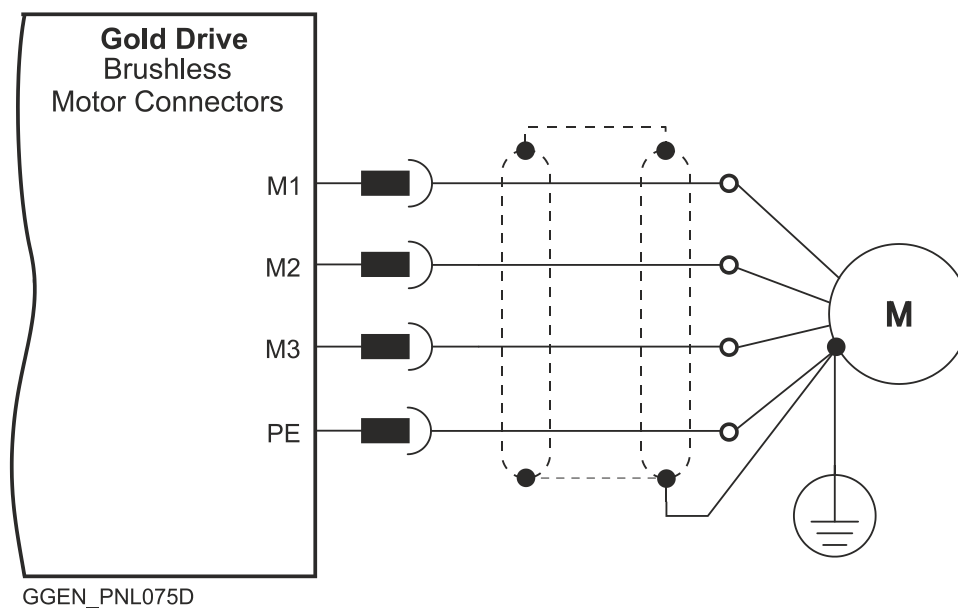 Gold Drive
Brushless
Motor Connectors
M1
M2
M3
PE
M
GGEN_PNL075D